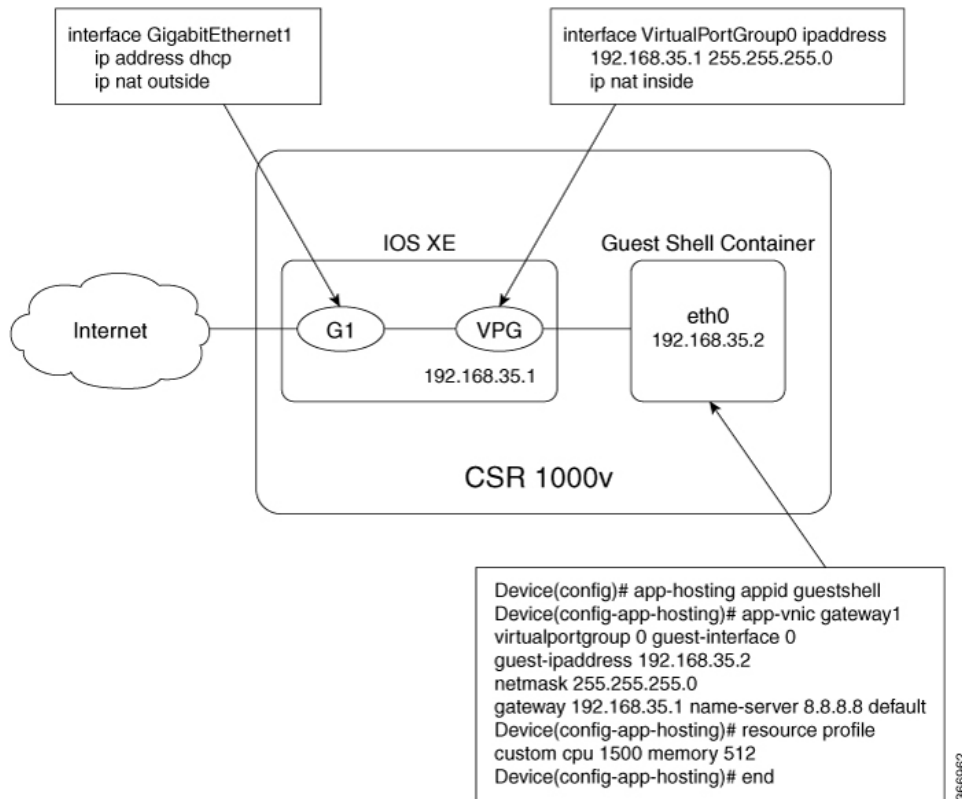 interface GigabitEthernet1
ip address dhcp
ip nat outside
interface VirtualPortGroup0 ipaddress
192.168.35.1 255.255.255.0
ip nat inside
IOS XE
Guest Shell Container
Internet
G1
VPG
192.168.35.1
eth0
192.168.35.2
CSR 1000v
Device(config)# app-hosting appid guestshell
Device(config-app-hosting)# app-vnic gateway1
virtualportgroup 0 guest-interface 0
guest-ipaddress 192.168.35.2
netmask 255.255.255.0
gateway 192.168.35.1 name-server 8.8.8.8 default
Device(config-app-hosting)# resource profile
custom cpu 1500 memory 512
Device(config-app-hosting)# end
366962